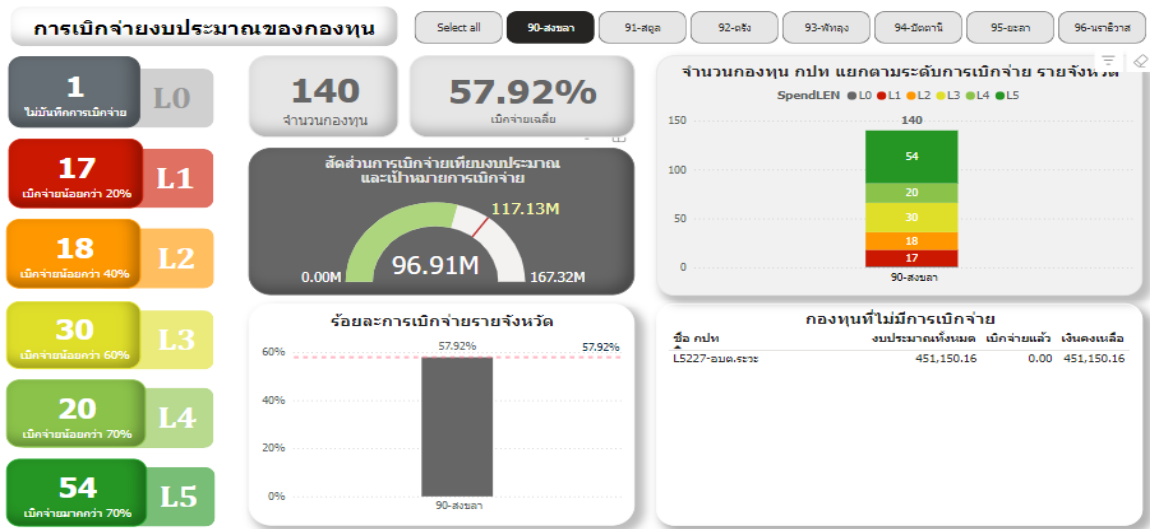 การเบิกจ่ายงบประมาณของกองทุน
Select all
90-สงขลา
91-สตูล
92-ตรัง
93-พัทลุง
94-ปัตตานี
95-ยะลา
96-นราธิวาส
1
ไม่บันทึกการเบิกจ่าย
L0
17
เบิกจ่ายน้อยกว่า 20%
L1
18
เบิกจ่ายน้อยกว่า 40%
L2
30
เบิกจ่ายน้อยกว่า 60%
L3
20
เบิกจ่ายน้อยกว่า 70%
L4
54
เบิกจ่ายมากกว่า 70%
L5
140
จำนวนกองทุน
57.92%
เบิกจ่ายเฉลี่ย
สัดส่วนการเบิกจ่ายเทียบงบประมาณ
และเป้าหมายการเบิกจ่าย
117.13M
96.91M
0.00M
167.32M
ร้อยละการเบิกจ่ายรายจังหวัด
57.92%
57.92%
60%
40%
20%
0%
90-สงขลา
จำนวนกองทุน กปท แยกตามระดับการเบิกจ่าย รายจังหวัด
SpendLEN L0 L1 L2 L3 L4 L5
150
100
50
0
140
54
20
30
18
17
90-สงขลา
กองทุนที่ไม่มีการเบิกจ่าย
ชื่อ กปท งบประมาณทั้งหมด เบิกจ่ายแล้ว เงินคงเหลือ
L5227-อบต.ระวะ 451,150.16 0.00 451,150.16